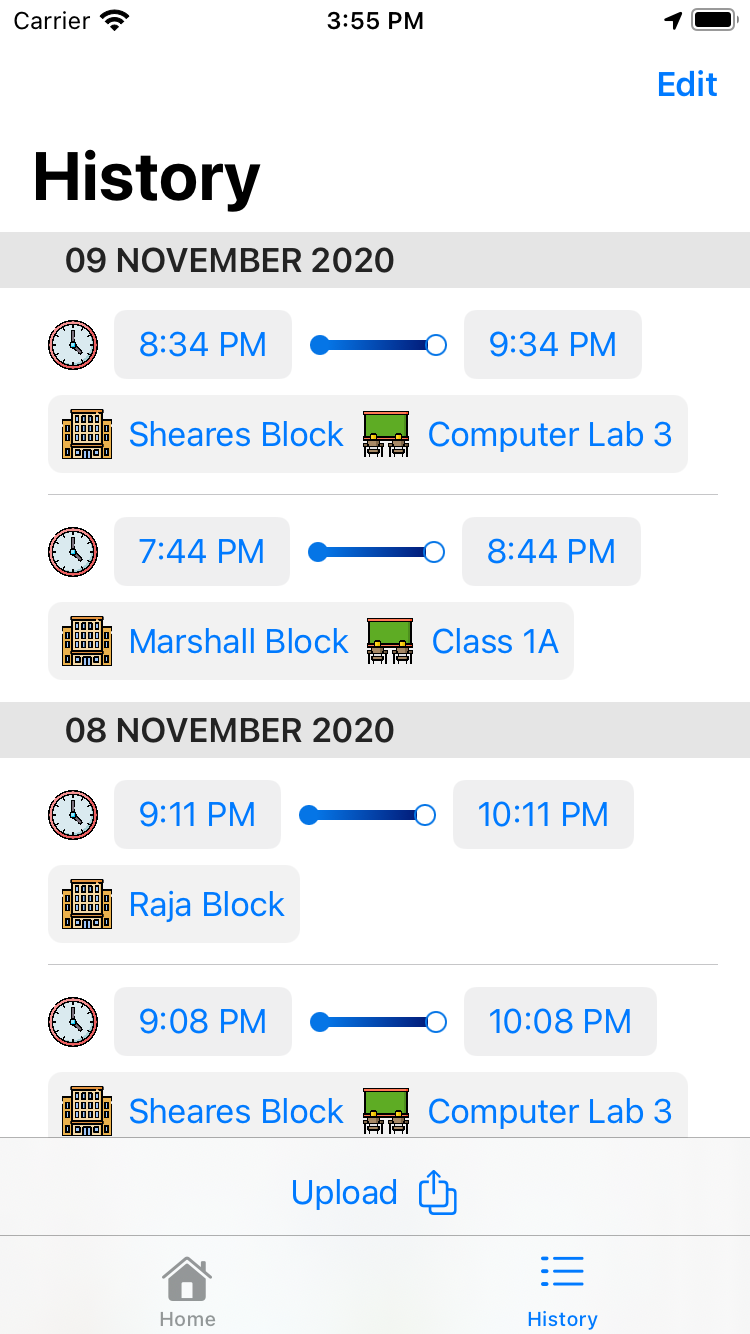 Carrier 3:55 PM
Edit
History
09 NOVEMBER 2020
8:34 PM 9:34 PM
Sheares Block Computer Lab 3
7:44 PM 8:44 PM
Marshall Block Class 1A
08 NOVEMBER 2020
9:11 PM 10:11 PM
Raja Block
9:08 PM 10:08 PM
Sheares Block Computer Lab 3
Upload
Home History